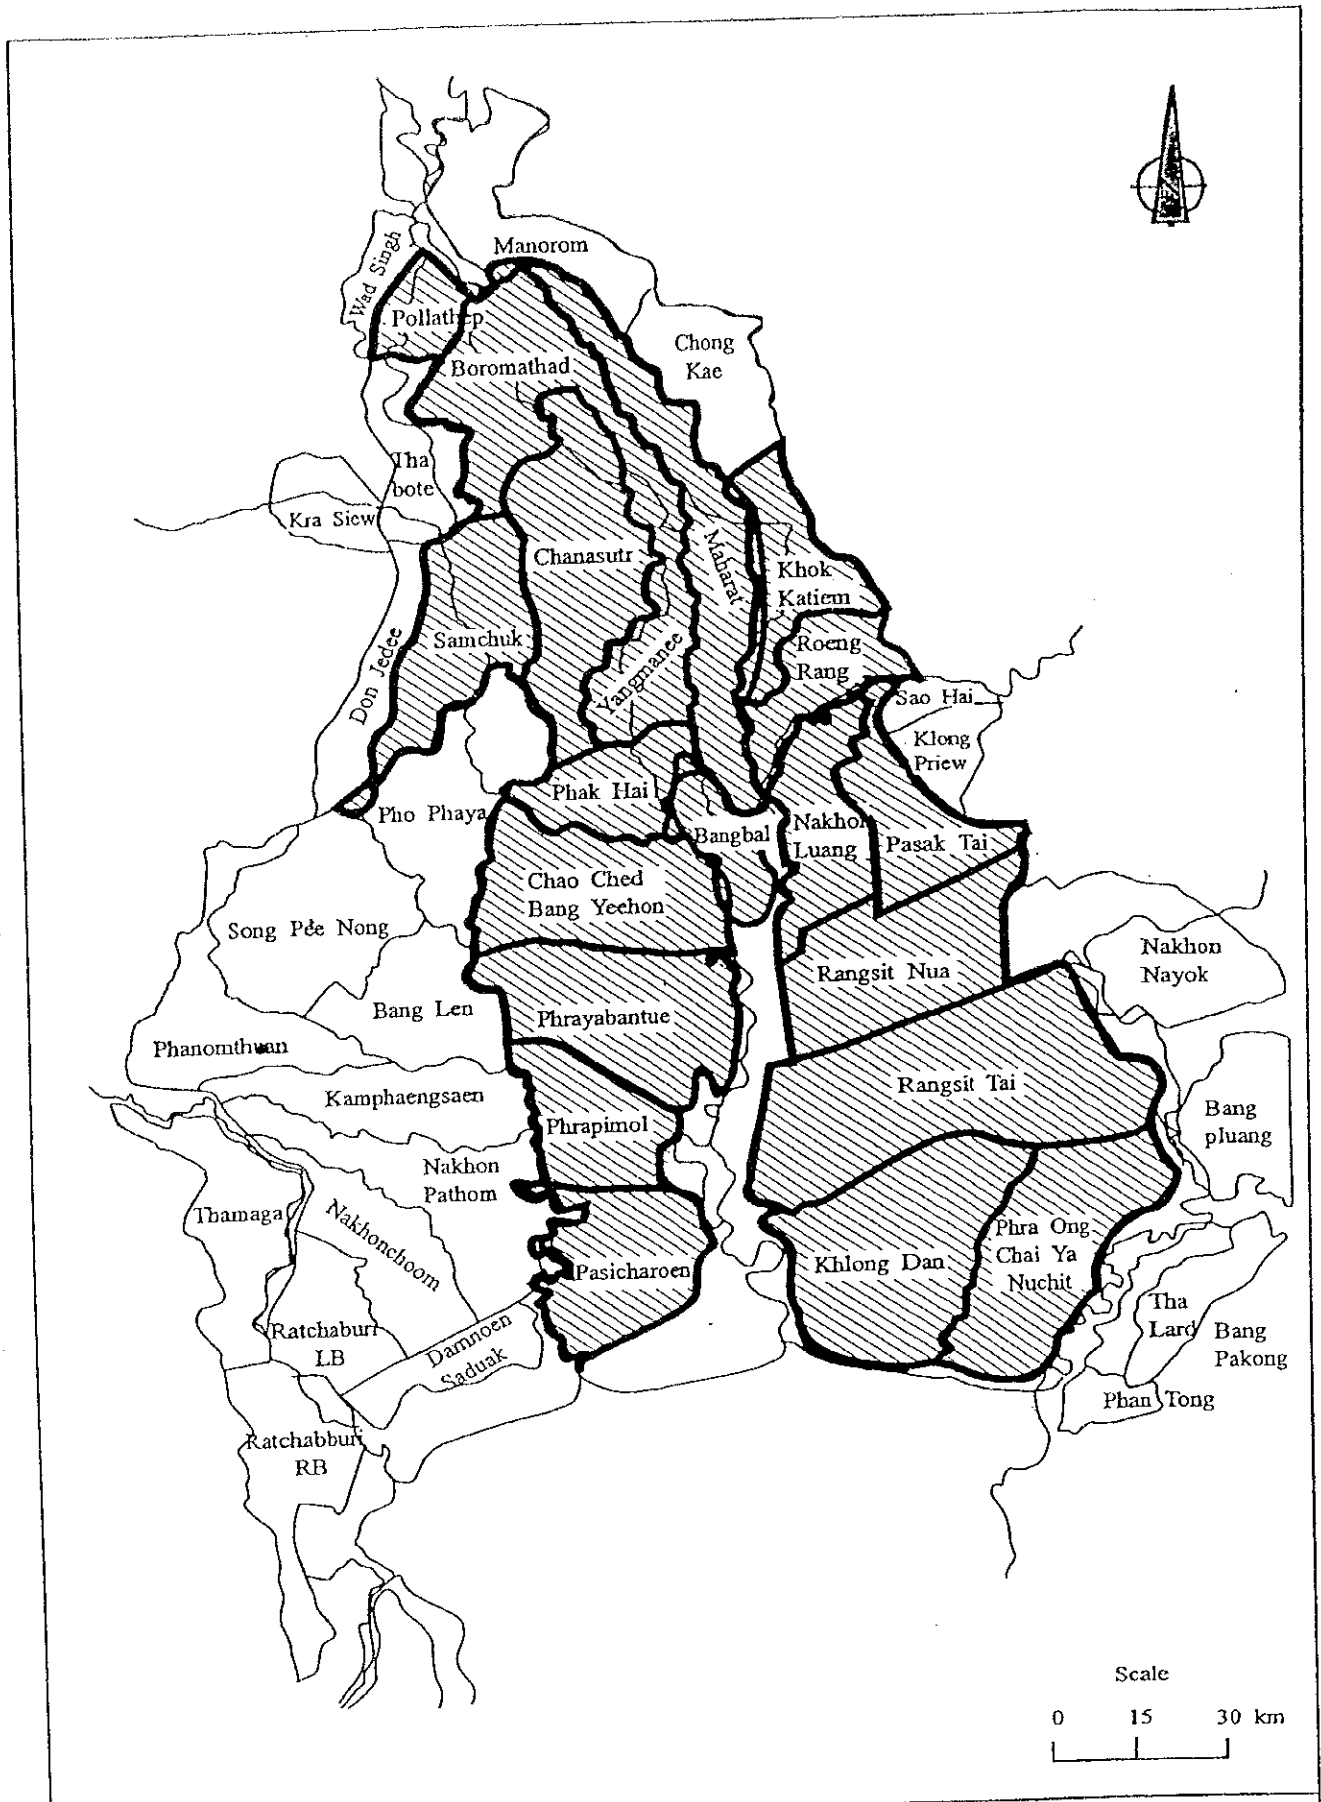 Manorom
Wad Singh
Pollathep
Chong
Kae
Boromathad
Tha
bote
Kra Siew
Chanasutr
Maharat
Khok
Katiem
Samchuk
Roeng
Rang
Yangmanee
Don Jedee
Sao Hai
Klong
Priew
Phak Hai
Pho Phaya
Bangbal
Nakhon
Luang
Pasak Tai
Chao Ched
Bang Yeehon
Song Pee Nong
Nakhon
Nayok
Rangsit Nua
Bang Len
Phrayabantue
Phanomthuan
Rangsit Tai
Kamphaengsaen
Bang
pluang
Phrapimol
Nakhon
Pathom
Thamaga
Nakhonchoom
Phra Ong
Chai Ya
Nuchit
Khlong Dan
Pasicharoen
Tha
Lard
Bang
Pakong
Ratchaburi
LB
Damnoen
Saduak
Phan Tong
Ratchabburi
RB
Scale
0 15 30 km